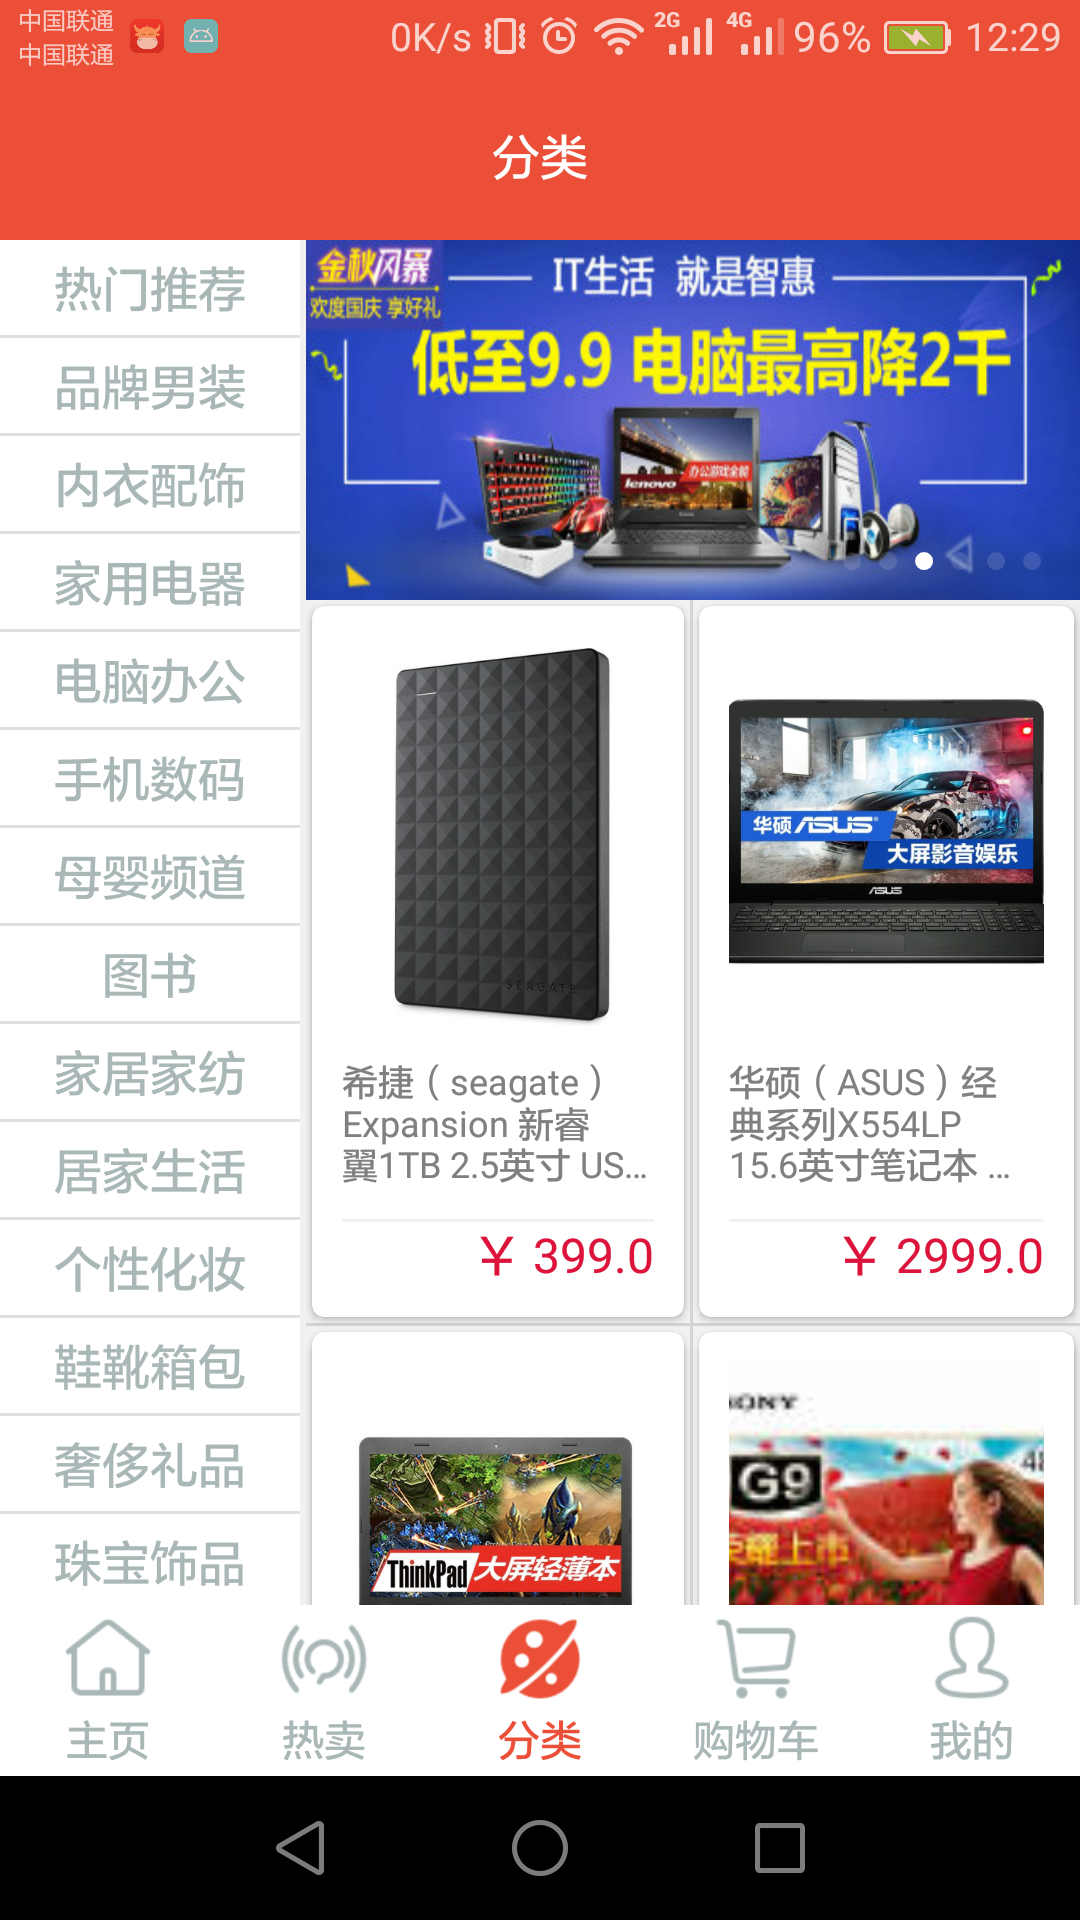 中国联通
中国联通
0K/s
2G
4G
96%
12:29
分类
热门推荐
品牌男装
内衣配饰
家用电器
电脑办公
手机数码
母婴频道
图书
家居家纺
居家生活
个性化妆
鞋靴箱包
奢侈礼品
珠宝饰品
金秋风暴
欢度国庆 享好礼
IT生活 就是智惠
低至9.9 电脑最高降2千
lenovo 办公游戏全能
SEAGATE
希捷（seagate）
Expansion 新睿
翼1TB 2.5英寸 US...
￥ 399.0
华硕 ASUS
大屏影音娱乐
ASUS
华硕（ASUS）经
典系列X554LP
15.6英寸笔记本 ...
￥ 2999.0
ThinkPad 大屏轻薄本
ONY
G9
上市
主页
热卖
分类
购物车
我的